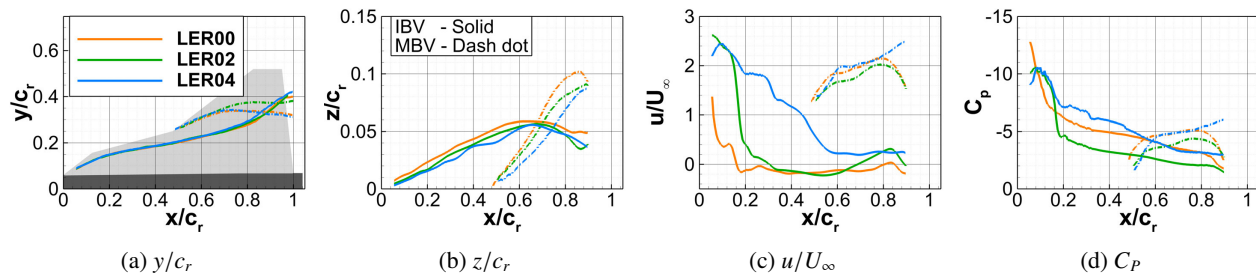 0.6
0.4
0.2
0
y/c_r
LER00
LER02
LER04
0 0.2 0.4 0.6 0.8 1
x/c_r
(a) y/c_r
0.15
0.1
0.05
0
z/c_r
IBV - Solid
MBV - Dash dot
0 0.2 0.4 0.6 0.8 1
x/c_r
(b) z/c_r
3
2
1
0
u/U_∞
0 0.2 0.4 0.6 0.8 1
x/c_r
(c) u/U_∞
-15
-10
-5
0
C_p
0 0.2 0.4 0.6 0.8 1
x/c_r
(d) C_P